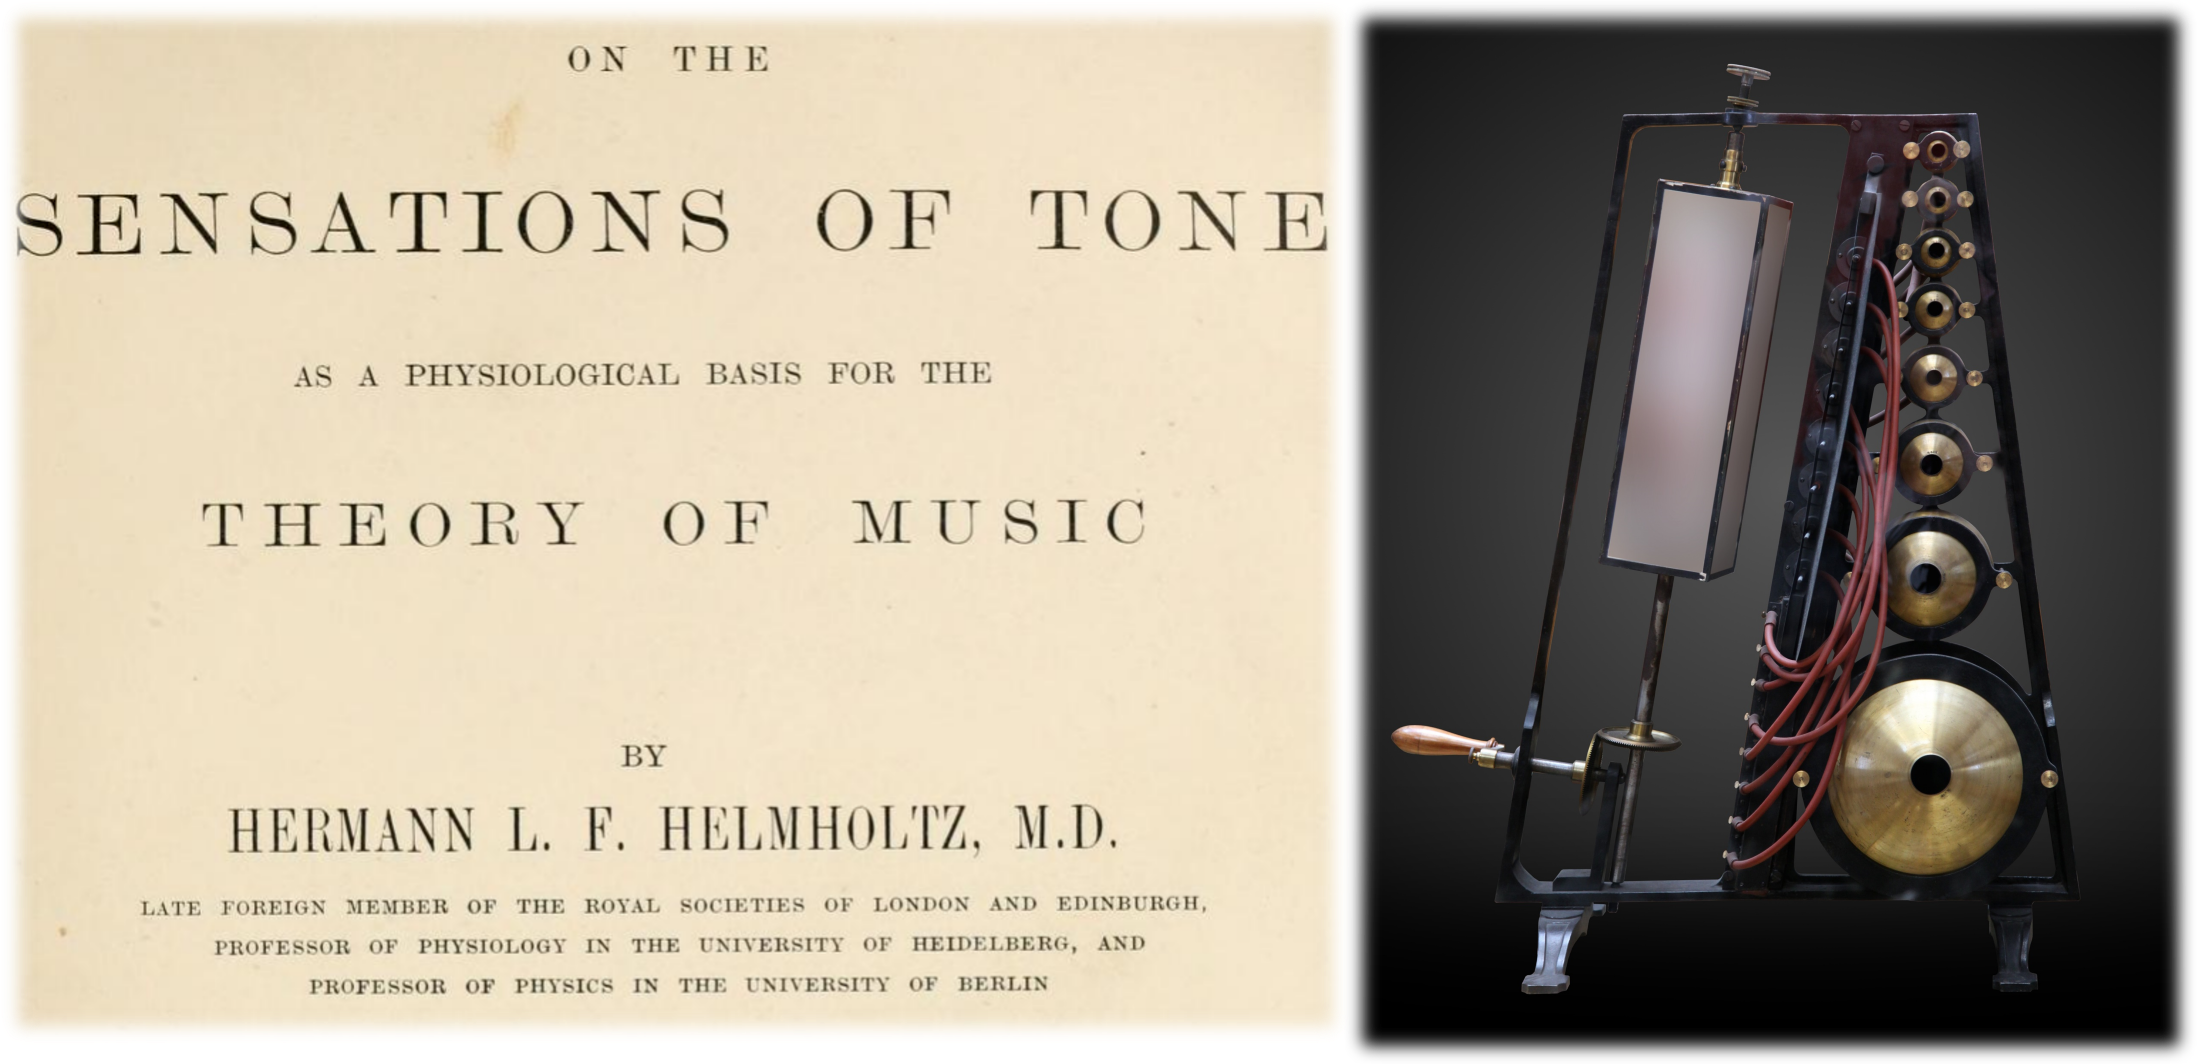 ON THE
SENSATIONS OF TONE
AS A PHYSIOLOGICAL BASIS FOR THE
THEORY OF MUSIC
BY
HERMANN L. F. HELMHOLTZ, M.D.
LATE FOREIGN MEMBER OF THE ROYAL SOCIETIES OF LONDON AND EDINBURGH,
PROFESSOR OF PHYSIOLOGY IN THE UNIVERSITY OF HEIDELBERG, AND
PROFESSOR OF PHYSICS IN THE UNIVERSITY OF BERLIN